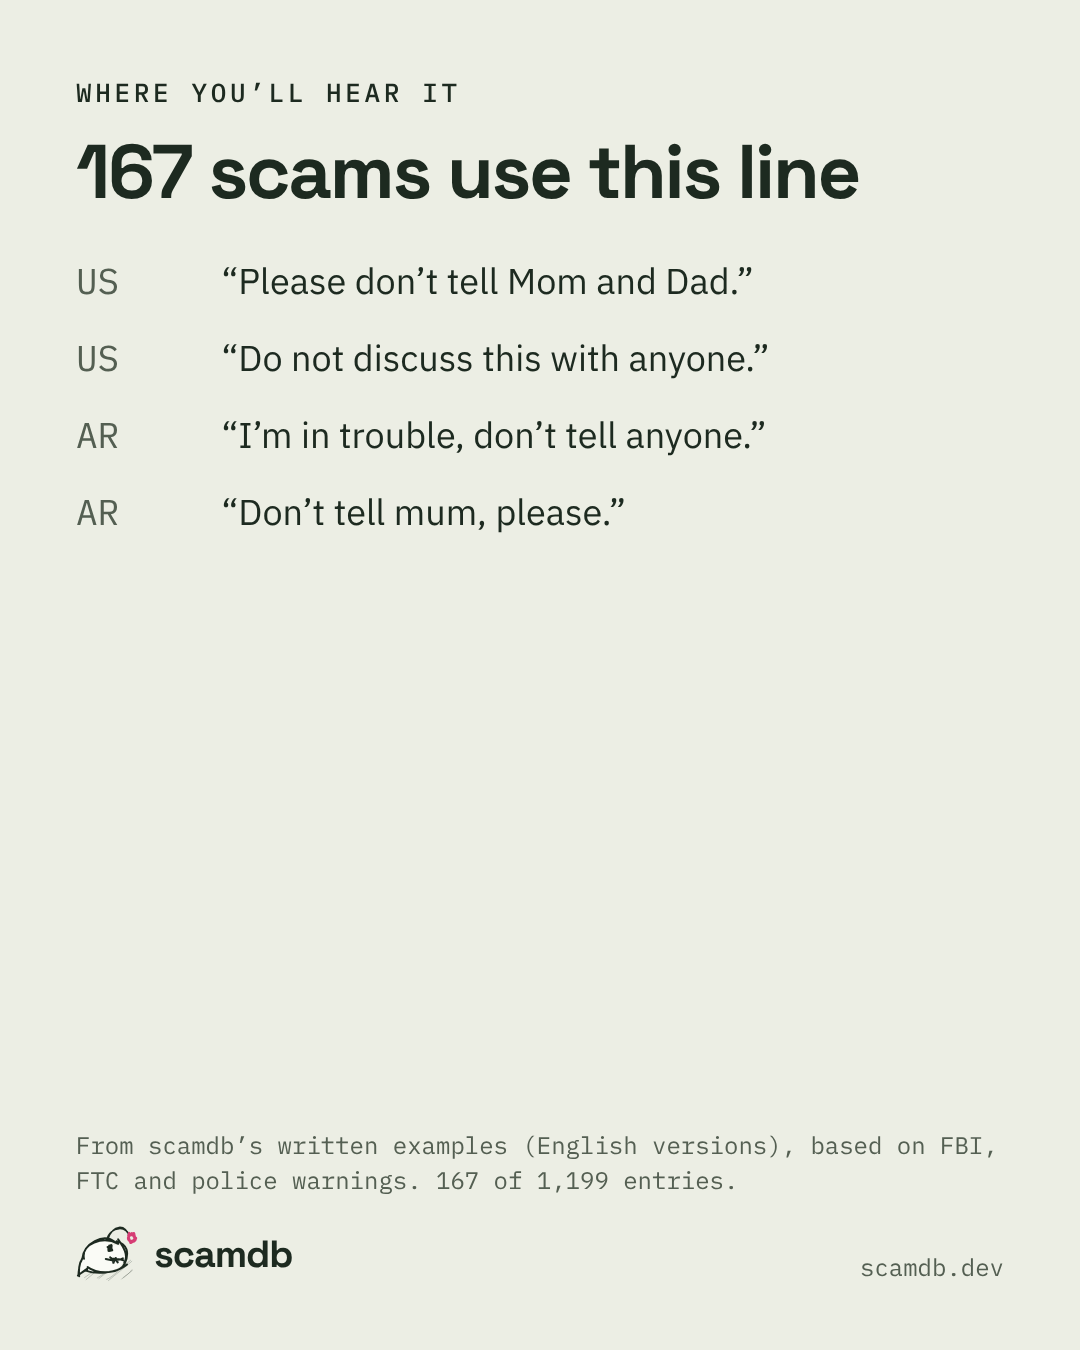 WHERE YOU’LL HEAR IT
167 scams use this line
US “Please don’t tell Mom and Dad.”
US “Do not discuss this with anyone.”
AR “I’m in trouble, don’t tell anyone.”
AR “Don’t tell mum, please.”
From scamdb’s written examples (English versions), based on FBI,
FTC and police warnings. 167 of 1,199 entries.
scamdb
scamdb.dev